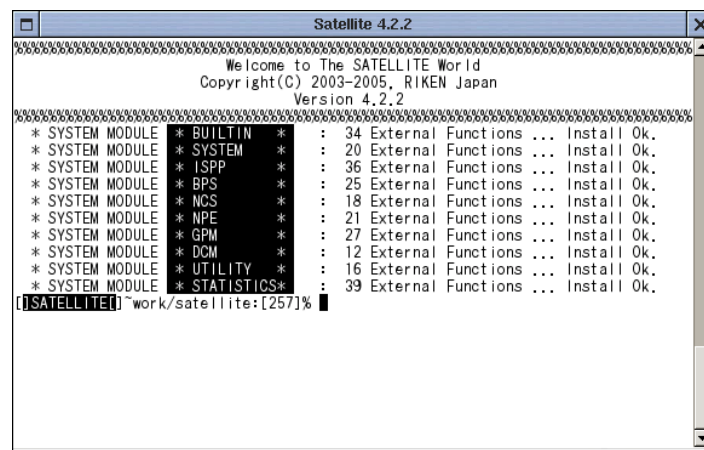 Satellite 4.2.2
%%%%%%%%%%%%%%%%%%%%%%%%%%%%%%%%%%%%%%%%%%%%%%%%%%%%%%%%%%%%%%%%%%%%%%%%%%%%%
Welcome to The SATELLITE World
Copyright(C) 2003-2005, RIKEN Japan
Version 4.2.2
%%%%%%%%%%%%%%%%%%%%%%%%%%%%%%%%%%%%%%%%%%%%%%%%%%%%%%%%%%%%%%%%%%%%%%%%%%%%%
* SYSTEM MODULE * BUILTIN * : 34 External Functions ... Install Ok.
* SYSTEM MODULE * SYSTEM * : 20 External Functions ... Install Ok.
* SYSTEM MODULE * ISPP * : 36 External Functions ... Install Ok.
* SYSTEM MODULE * BPS * : 25 External Functions ... Install Ok.
* SYSTEM MODULE * NCS * : 18 External Functions ... Install Ok.
* SYSTEM MODULE * NPE * : 21 External Functions ... Install Ok.
* SYSTEM MODULE * GPM * : 27 External Functions ... Install Ok.
* SYSTEM MODULE * DCM * : 12 External Functions ... Install Ok.
* SYSTEM MODULE * UTILITY * : 16 External Functions ... Install Ok.
* SYSTEM MODULE * STATISTICS* : 39 External Functions ... Install Ok.
[]SATELLITE[]~work/satellite:[257]%